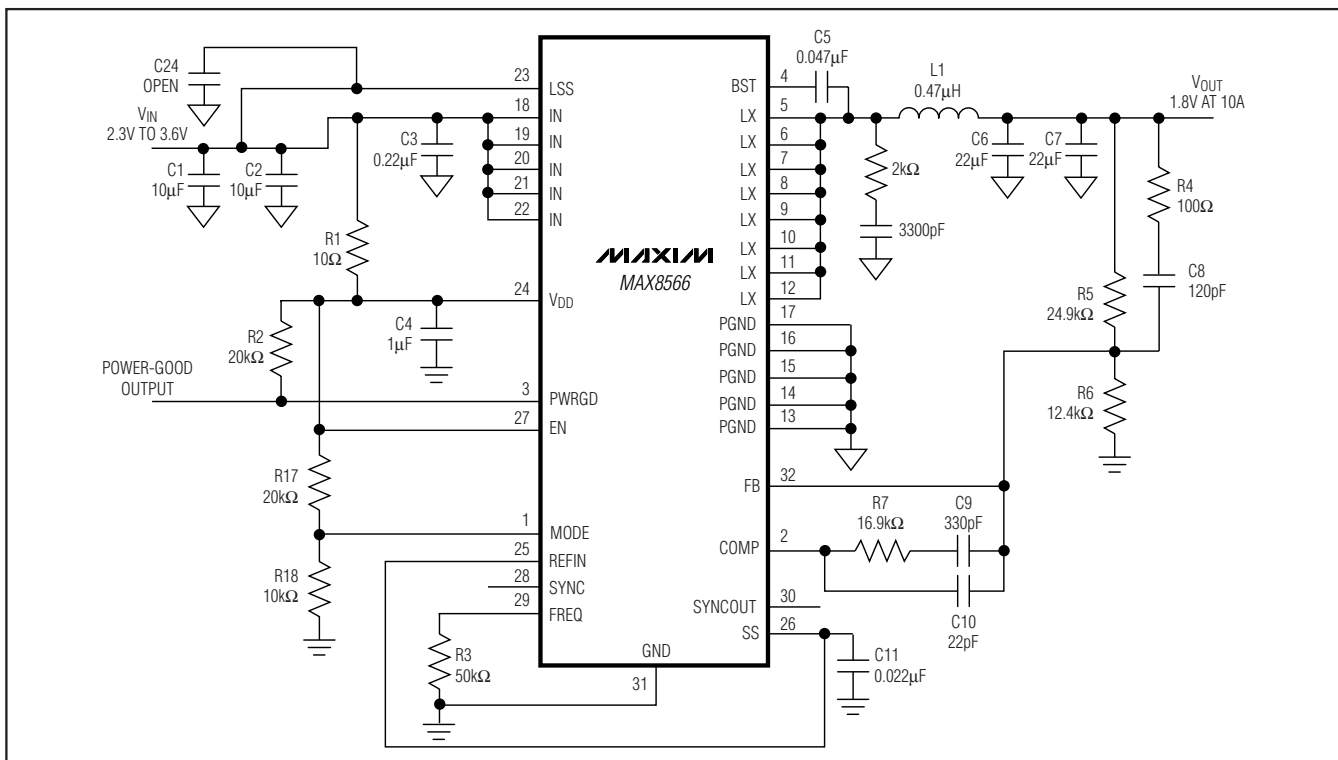 C24
OPEN
VIN
2.3V TO 3.6V
C1
10µF
C2
10µF
C3
0.22µF
R1
10Ω
R2
20kΩ
C4
1µF
POWER-GOOD
OUTPUT
R17
20kΩ
R18
10kΩ
R3
50kΩ
23
LSS
18
IN
19
IN
20
IN
21
IN
22
IN
24
VDD
3
PWRGD
27
EN
1
MODE
25
REFIN
28
SYNC
29
FREQ
GND
31
MAXIM
MAX8566
BST
4
LX
5
LX
6
LX
7
LX
8
LX
9
LX
10
LX
11
LX
12
PGND
17
PGND
16
PGND
15
PGND
14
PGND
13
FB
32
COMP
2
SYNCOUT
30
SS
26
C5
0.047µF
L1
0.47µH
VOUT
1.8V AT 10A
2kΩ
3300pF
C6
22µF
C7
22µF
R4
100Ω
C8
120pF
R5
24.9kΩ
R6
12.4kΩ
R7
16.9kΩ
C9
330pF
C10
22pF
C11
0.022µF